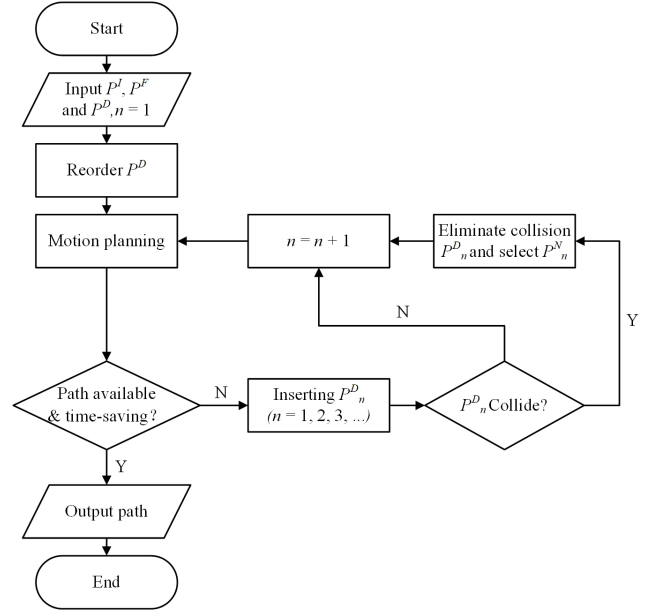 Start
Input P^I, P^F
and P^D,n = 1
Reorder P^D
Motion planning
n = n + 1
Eliminate collision
P^D_n and select P^N_n
N
Y
Path available
& time-saving?
N
Inserting P^D_n
(n = 1, 2, 3, ...)
P^D_n Collide?
Y
Output path
End